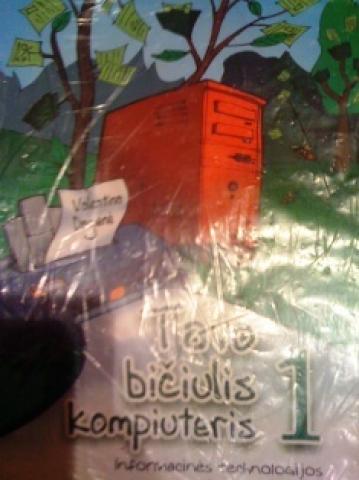 Valentina
Dagienė
Tavo
bičiulis
kompiuteris 1
Informacinės technologijos